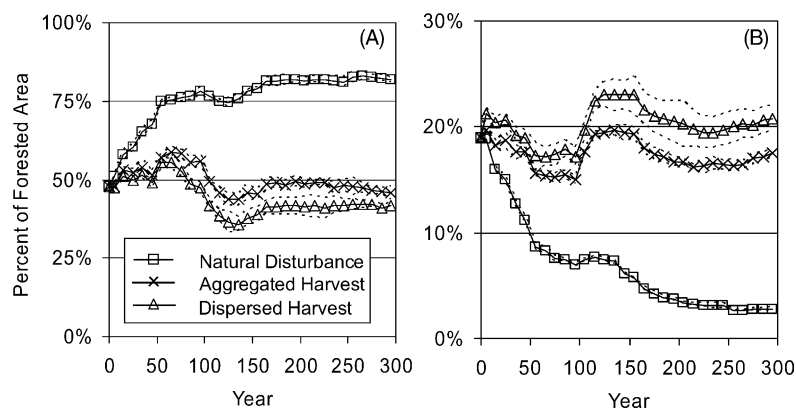 100%
75%
50%
25%
0%
Percent of Forested Area
(A)
Natural Disturbance
Aggregated Harvest
Dispersed Harvest
0 50 100 150 200 250 300
Year
30%
20%
10%
0%
(B)
0 50 100 150 200 250 300
Year